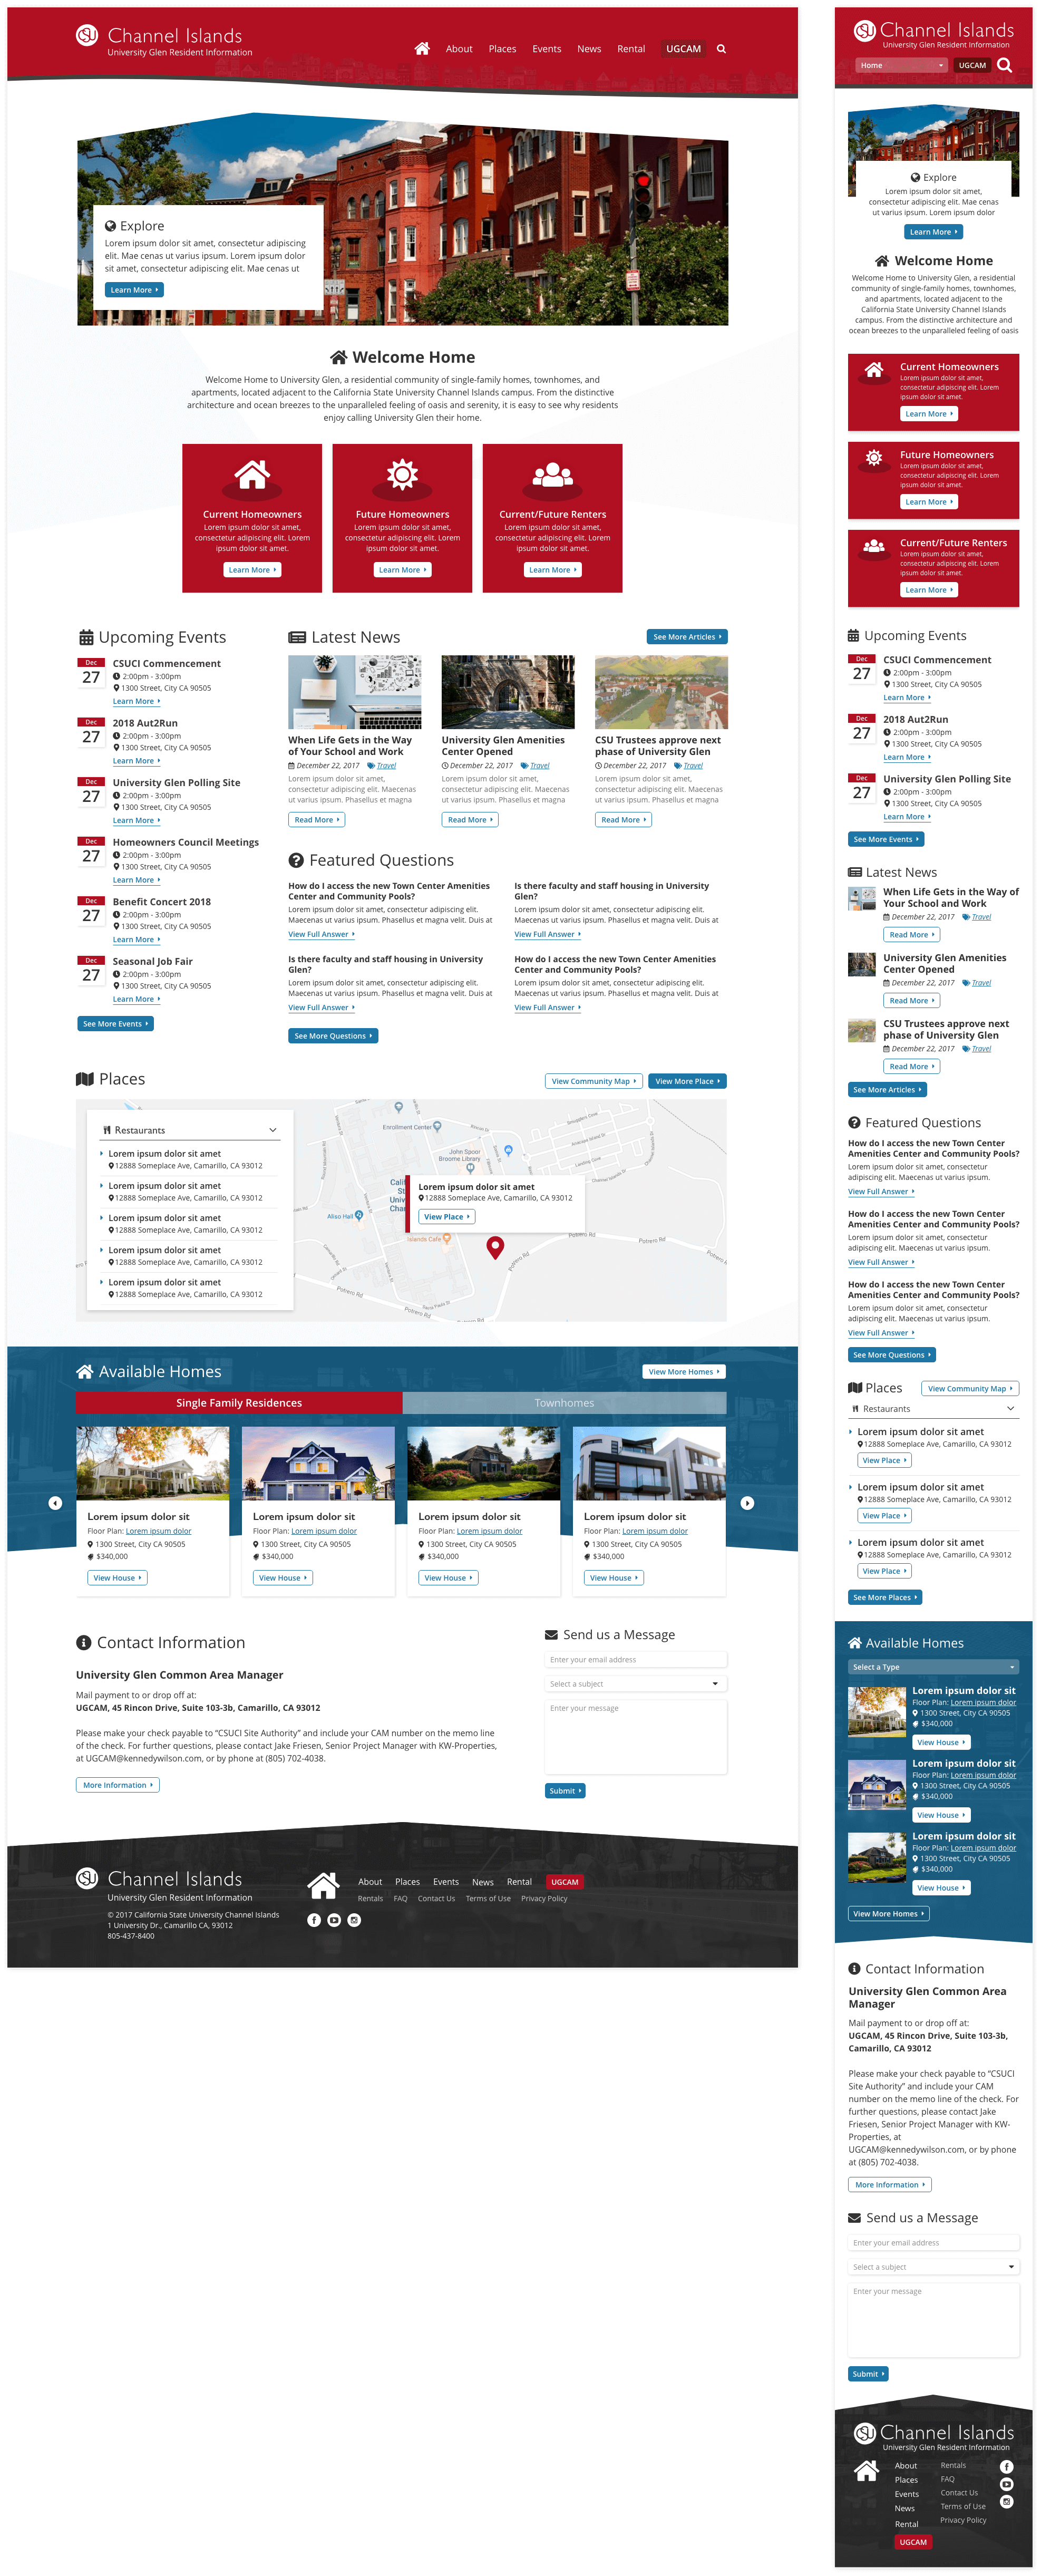 CSU Channel Islands
University Glen Resident Information
About Places Events News Rental UGCAM
Explore
Lorem ipsum dolor sit amet, consectetur adipiscing
elit. Mae cenas ut varius ipsum. Lorem ipsum dolor
sit amet, consectetur adipiscing elit. Mae cenas ut
Learn More
Welcome Home
Welcome Home to University Glen, a residential community of single-family homes, townhomes, and
apartments, located adjacent to the California State University Channel Islands campus. From the distinctive
architecture and ocean breezes to the unparalleled feeling of oasis and serenity, it is easy to see why residents
enjoy calling University Glen their home.
Current Homeowners
Lorem ipsum dolor sit amet,
consectetur adipiscing elit. Lorem
ipsum dolor sit amet.
Learn More
Future Homeowners
Lorem ipsum dolor sit amet,
consectetur adipiscing elit. Lorem
ipsum dolor sit amet.
Learn More
Current/Future Renters
Lorem ipsum dolor sit amet,
consectetur adipiscing elit. Lorem
ipsum dolor sit amet.
Learn More
Upcoming Events
Dec
27
CSUCI Commencement
2:00pm - 3:00pm
1300 Street, City CA 90505
Learn More
Dec
27
2018 Aut2Run
2:00pm - 3:00pm
1300 Street, City CA 90505
Learn More
Dec
27
University Glen Polling Site
2:00pm - 3:00pm
1300 Street, City CA 90505
Learn More
Dec
27
Homeowners Council Meetings
2:00pm - 3:00pm
1300 Street, City CA 90505
Learn More
Dec
27
Benefit Concert 2018
2:00pm - 3:00pm
1300 Street, City CA 90505
Learn More
Dec
27
Seasonal Job Fair
2:00pm - 3:00pm
1300 Street, City CA 90505
Learn More
See More Events
Latest News
See More Articles
When Life Gets in the Way
of Your School and Work
December 22, 2017 Travel
Lorem ipsum dolor sit amet,
consectetur adipiscing elit. Maecenas
ut varius ipsum. Phasellus et magna
Read More
University Glen Amenities
Center Opened
December 22, 2017 Travel
Lorem ipsum dolor sit amet,
consectetur adipiscing elit. Maecenas
ut varius ipsum. Phasellus et magna
Read More
CSU Trustees approve next
phase of University Glen
December 22, 2017 Travel
Lorem ipsum dolor sit amet,
consectetur adipiscing elit. Maecenas
ut varius ipsum. Phasellus et magna
Read More
Featured Questions
How do I access the new Town Center Amenities
Center and Community Pools?
Lorem ipsum dolor sit amet, consectetur adipiscing elit.
Maecenas ut varius ipsum. Phasellus et magna velit. Duis at
View Full Answer
Is there faculty and staff housing in University
Glen?
Lorem ipsum dolor sit amet, consectetur adipiscing elit.
Maecenas ut varius ipsum. Phasellus et magna velit. Duis at
View Full Answer
Is there faculty and staff housing in University
Glen?
Lorem ipsum dolor sit amet, consectetur adipiscing elit.
Maecenas ut varius ipsum. Phasellus et magna velit. Duis at
View Full Answer
How do I access the new Town Center Amenities
Center and Community Pools?
Lorem ipsum dolor sit amet, consectetur adipiscing elit.
Maecenas ut varius ipsum. Phasellus et magna velit. Duis at
View Full Answer
See More Questions
Places
View Community Map
View More Place
Restaurants
Lorem ipsum dolor sit amet
12888 Someplace Ave, Camarillo, CA 93012
Lorem ipsum dolor sit amet
12888 Someplace Ave, Camarillo, CA 93012
Lorem ipsum dolor sit amet
12888 Someplace Ave, Camarillo, CA 93012
Lorem ipsum dolor sit amet
12888 Someplace Ave, Camarillo, CA 93012
Lorem ipsum dolor sit amet
12888 Someplace Ave, Camarillo, CA 93012
Enrollment Center
John Spoor
Broome Library
Aliso Hall
Islands Cafe
Lorem ipsum dolor sit amet
12888 Someplace Ave, Camarillo, CA 93012
View Place
Potrero Rd
Potrero Rd
Potrero Rd
Potrero Rd
Potrero Rd
Available Homes
View More Homes
Single Family Residences
Townhomes
Lorem ipsum dolor sit
Floor Plan: Lorem ipsum dolor
1300 Street, City CA 90505
$340,000
View House
Lorem ipsum dolor sit
Floor Plan: Lorem ipsum dolor
1300 Street, City CA 90505
$340,000
View House
Lorem ipsum dolor sit
Floor Plan: Lorem ipsum dolor
1300 Street, City CA 90505
$340,000
View House
Lorem ipsum dolor sit
Floor Plan: Lorem ipsum dolor
1300 Street, City CA 90505
$340,000
View House
Contact Information
University Glen Common Area Manager
Mail payment to or drop off at:
UGCAM, 45 Rincon Drive, Suite 103-3b, Camarillo, CA 93012
Please make your check payable to “CSUCI Site Authority” and include your CAM number on the memo line
of the check. For further questions, please contact Jake Friesen, Senior Project Manager with KW-Properties,
at UGCAM@kennedywilson.com, or by phone at (805) 702-4038.
More Information
Send us a Message
Enter your email address
Select a subject
Enter your message
Submit
CSU Channel Islands
University Glen Resident Information
© 2017 California State University Channel Islands
1 University Dr., Camarillo CA, 93012
805-437-8400
About Places Events News Rental UGCAM
Rentals FAQ Contact Us Terms of Use Privacy Policy
CSU Channel Islands
University Glen Resident Information
Home UGCAM
Explore
Lorem ipsum dolor sit amet,
consectetur adipiscing elit. Mae cenas
ut varius ipsum. Lorem ipsum dolor
Learn More
Welcome Home
Welcome Home to University Glen, a residential
community of single-family homes, townhomes,
and apartments, located adjacent to the
California State University Channel Islands
campus. From the distinctive architecture and
ocean breezes to the unparalleled feeling of oasis
Current Homeowners
Lorem ipsum dolor sit amet,
consectetur adipiscing elit. Lorem
ipsum dolor sit amet.
Learn More
Future Homeowners
Lorem ipsum dolor sit amet,
consectetur adipiscing elit. Lorem
ipsum dolor sit amet.
Learn More
Current/Future Renters
Lorem ipsum dolor sit amet,
consectetur adipiscing elit. Lorem
ipsum dolor sit amet.
Learn More
Upcoming Events
Dec
27
CSUCI Commencement
2:00pm - 3:00pm
1300 Street, City CA 90505
Learn More
Dec
27
2018 Aut2Run
2:00pm - 3:00pm
1300 Street, City CA 90505
Learn More
Dec
27
University Glen Polling Site
2:00pm - 3:00pm
1300 Street, City CA 90505
Learn More
See More Events
Latest News
When Life Gets in the Way of
Your School and Work
December 22, 2017 Travel
Read More
University Glen Amenities
Center Opened
December 22, 2017 Travel
Read More
CSU Trustees approve next
phase of University Glen
December 22, 2017 Travel
Read More
See More Articles
Featured Questions
How do I access the new Town Center
Amenities Center and Community Pools?
Lorem ipsum dolor sit amet, consectetur
adipiscing elit. Maecenas ut varius ipsum.
View Full Answer
How do I access the new Town Center
Amenities Center and Community Pools?
Lorem ipsum dolor sit amet, consectetur
adipiscing elit. Maecenas ut varius ipsum.
View Full Answer
How do I access the new Town Center
Amenities Center and Community Pools?
Lorem ipsum dolor sit amet, consectetur
adipiscing elit. Maecenas ut varius ipsum.
View Full Answer
See More Questions
Places
View Community Map
Restaurants
Lorem ipsum dolor sit amet
12888 Someplace Ave, Camarillo, CA 93012
View Place
Lorem ipsum dolor sit amet
12888 Someplace Ave, Camarillo, CA 93012
View Place
Lorem ipsum dolor sit amet
12888 Someplace Ave, Camarillo, CA 93012
View Place
See More Places
Available Homes
Select a Type
Lorem ipsum dolor sit
Floor Plan: Lorem ipsum dolor
1300 Street, City CA 90505
$340,000
View House
Lorem ipsum dolor sit
Floor Plan: Lorem ipsum dolor
1300 Street, City CA 90505
$340,000
View House
Lorem ipsum dolor sit
Floor Plan: Lorem ipsum dolor
1300 Street, City CA 90505
$340,000
View House
View More Homes
Contact Information
University Glen Common Area
Manager
Mail payment to or drop off at:
UGCAM, 45 Rincon Drive, Suite 103-3b,
Camarillo, CA 93012
Please make your check payable to “CSUCI
Site Authority” and include your CAM
number on the memo line of the check. For
further questions, please contact Jake
Friesen, Senior Project Manager with KW-
Properties, at
UGCAM@kennedywilson.com, or by phone
at (805) 702-4038.
More Information
Send us a Message
Enter your email address
Select a subject
Enter your message
Submit
CSU Channel Islands
University Glen Resident Information
About
Places
Events
News
Rental
UGCAM
Rentals
FAQ
Contact Us
Terms of Use
Privacy Policy